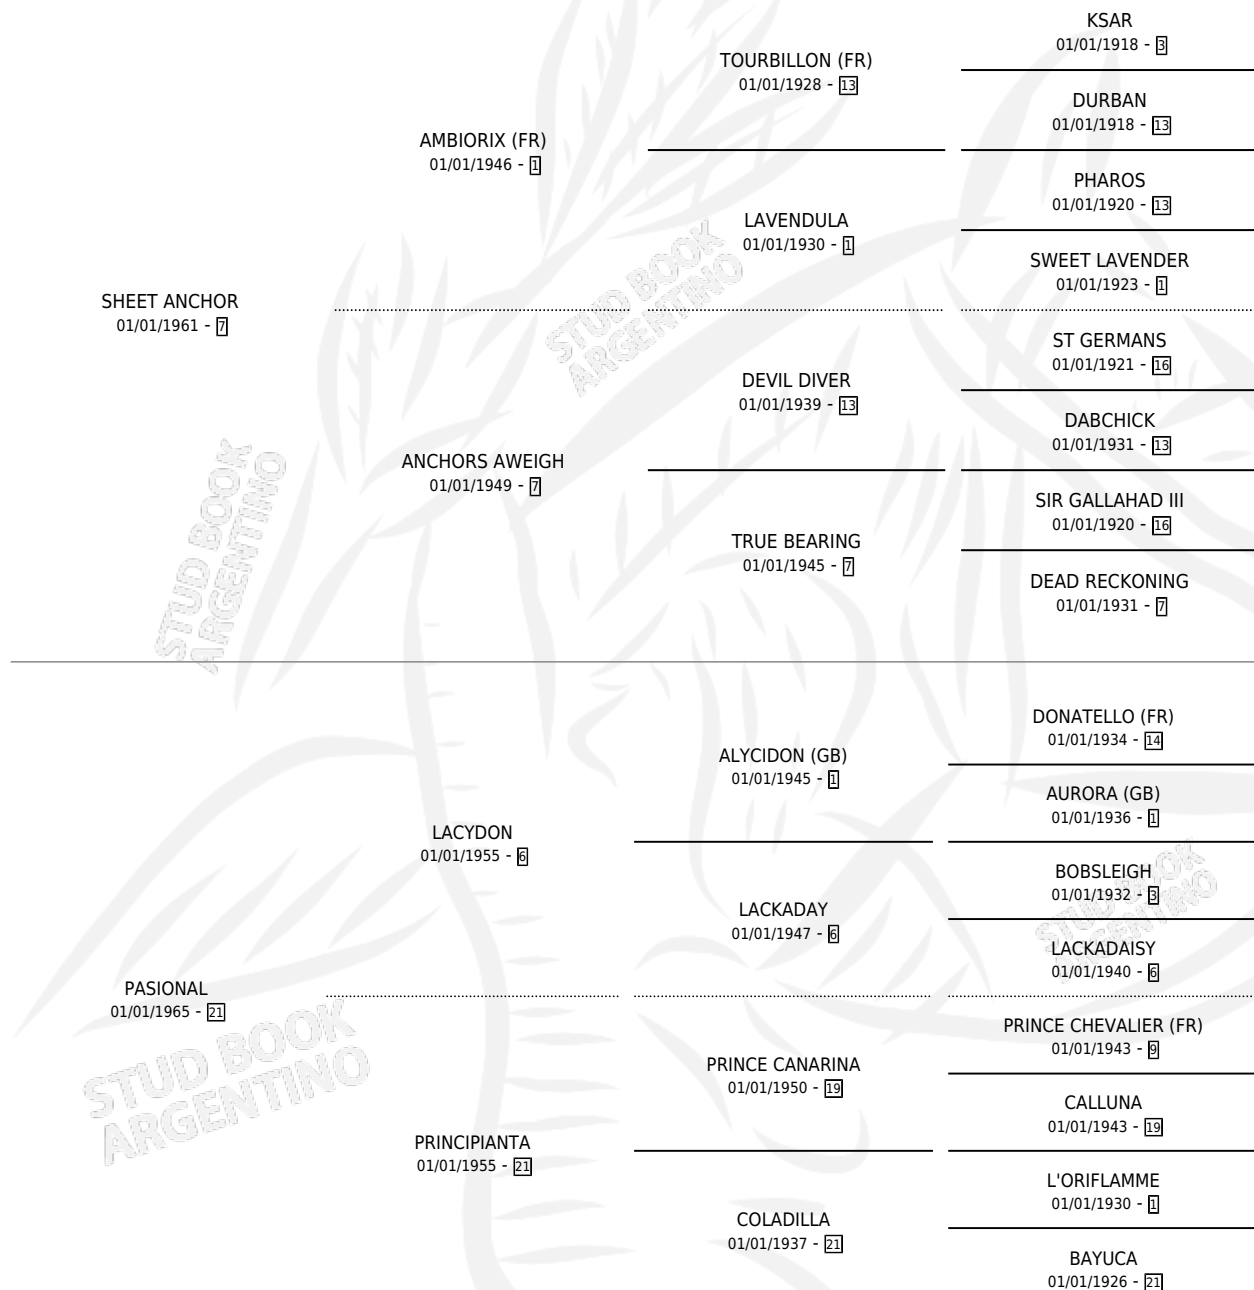 KSAR
01/01/1918 - 3
TOURBILLON (FR)
01/01/1928 - 13
DURBAN
01/01/1918 - 13
AMBIORIX (FR)
01/01/1946 - 1
PHAROS
01/01/1920 - 13
LAVENDULA
01/01/1930 - 1
SWEET LAVENDER
01/01/1923 - 1
SHEET ANCHOR
01/01/1961 - 7
STUD BOOK
ARGENTINO
ST GERMANS
01/01/1921 - 16
DEVIL DIVER
01/01/1939 - 13
DABCHICK
01/01/1931 - 13
ANCHORS AWEIGH
01/01/1949 - 7
SIR GALLAHAD III
01/01/1920 - 16
TRUE BEARING
01/01/1945 - 7
DEAD RECKONING
01/01/1931 - 7
STUD BOOK
ARGENTINO
DONATELLO (FR)
01/01/1934 - 14
ALYCIDON (GB)
01/01/1945 - 1
AURORA (GB)
01/01/1936 - 1
LACYDON
01/01/1955 - 6
BOBSLEIGH
01/01/1932 - 3
LACKADAY
01/01/1947 - 6
LACKADAISY
01/01/1940 - 6
STUD BOOK
ARGENTINO
PASIONAL
01/01/1965 - 21
PRINCE CHEVALIER (FR)
01/01/1943 - 9
PRINCE CANARINA
01/01/1950 - 19
CALLUNA
01/01/1943 - 19
STUD BOOK
ARGENTINO
PRINCIPIANTA
01/01/1955 - 21
L'ORIFLAMME
01/01/1930 - 1
COLADILLA
01/01/1937 - 21
BAYUCA
01/01/1926 - 21